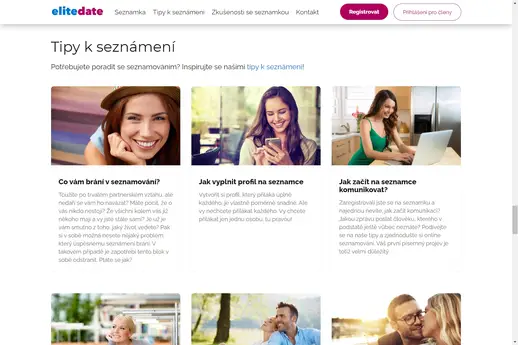 elitedate
Seznamka
Tipy k seznámení
Zkušenosti se seznamkou
Kontakt
Registrovat
Přihlášení pro členy
Tipy k seznámení
Potřebujete poradit se seznamováním? Inspirujte se našimi tipy k seznámení!
Co vám brání v seznamování?
Toužíte po trvalém partnerském vztahu, ale
nedaří se vám ho navázat? Máte pocit, že o
vás nikdo nestojí? Že všichni kolem vás již
někoho mají a vy jste stále sami? Je už je
vám smutno z toho, jaký život vedete? Pak
si v sobě možná nesete nějaký problém,
který úspěšnému seznámení brání. V
takovém případě je zapotřebí tento blok v
sobě odstranit. Ptáte se jak?
Jak vyplnit profil na seznamce
Vytvořit si profil, který přiláká úplně
každého, je vlastně poměrně snadné. Ale
vy nechcete přilákat každého. Vy chcete
přilákat jen jednu osobu, tu pravou!
Jak začít na seznamce
komunikovat?
Zaregistrovali jste se na seznamku a
najednou nevíte, jak začít komunikaci?
Jakou zprávu poslat člověku, kterého v
podstatě ještě vůbec neznáte? Podívejte
se na naše tipy a zjednodušte si online
seznamování. Váš první písemný projev je
totiž velmi důležitý.